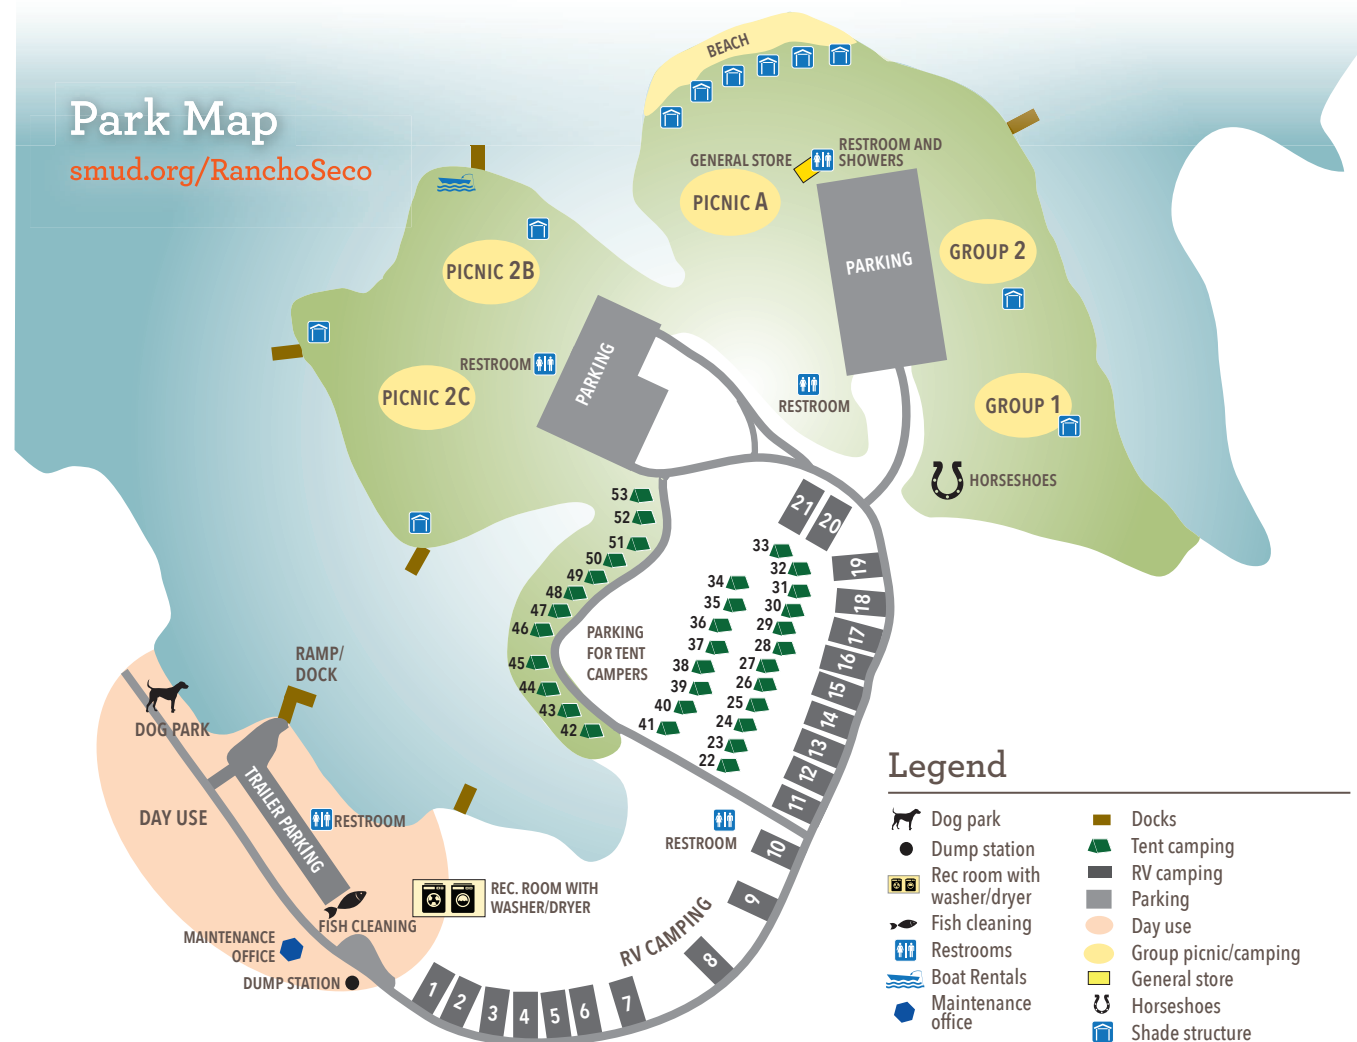 Park Map
smud.org/RanchoSeco
BEACH
GENERAL STORE
RESTROOM AND
SHOWERS
PICNIC A
PARKING
GROUP 2
PICNIC 2B
RESTROOM
PARKING
PICNIC 2C
RESTROOM
GROUP 1
HORSESHOES
53
52
51
50
49
48
47
46
45
44
43
42
21
20
19
18
17
16
15
14
13
12
11
10
9
8
7
6
5
4
3
2
1
33
32
31
30
29
28
27
26
25
24
23
22
34
35
36
37
38
39
40
41
PARKING
FOR TENT
CAMPERS
RAMP/
DOCK
DOG PARK
DAY USE
TRAILER PARKING
RESTROOM
RESTROOM
REC. ROOM WITH
WASHER/DRYER
FISH CLEANING
MAINTENANCE
OFFICE
DUMP STATION
RV CAMPING
Legend
Dog park
Dump station
Rec room with
washer/dryer
Fish cleaning
Restrooms
Boat Rentals
Maintenance
office
Docks
Tent camping
RV camping
Parking
Day use
Group picnic/camping
General store
Horseshoes
Shade structure